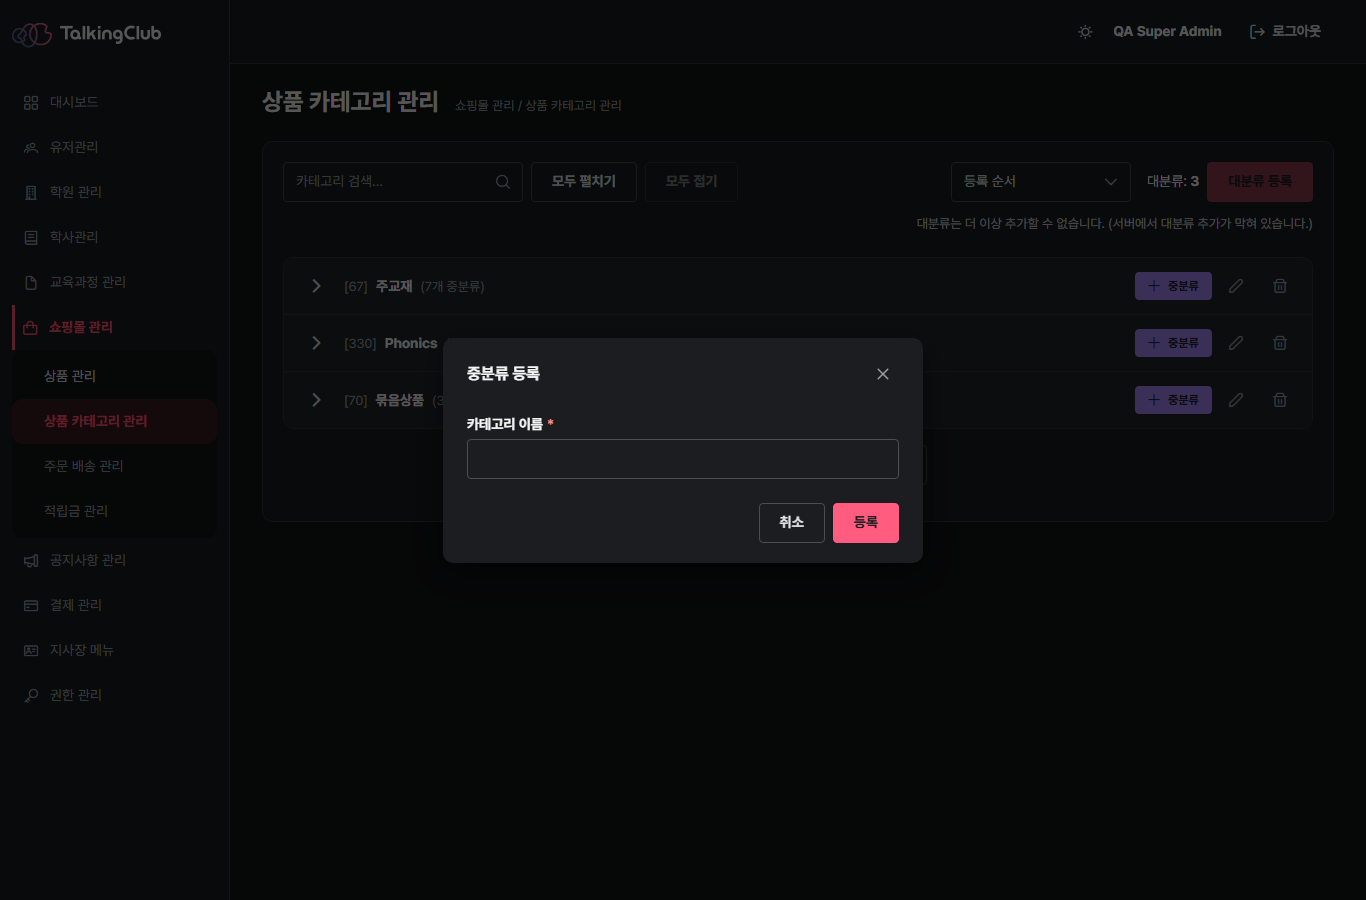 TalkingClub
QA Super Admin
로그아웃
대시보드
유저관리
학원 관리
학사관리
교육과정 관리
쇼핑몰 관리
상품 관리
상품 카테고리 관리
주문 배송 관리
적립금 관리
공지사항 관리
결제 관리
지사장 메뉴
권한 관리
상품 카테고리 관리
쇼핑몰 관리 / 상품 카테고리 관리
카테고리 검색...
모두 펼치기
모두 접기
등록 순서
대분류: 3
대분류 등록
대분류는 더 이상 추가할 수 없습니다. (서버에서 대분류 추가가 막혀 있습니다.)
[67] 주교재 (7개 중분류)
중분류
[330] Phonics
중분류
[70] 묶음상품 (3
중분류
중분류 등록
카테고리 이름 *
취소
등록